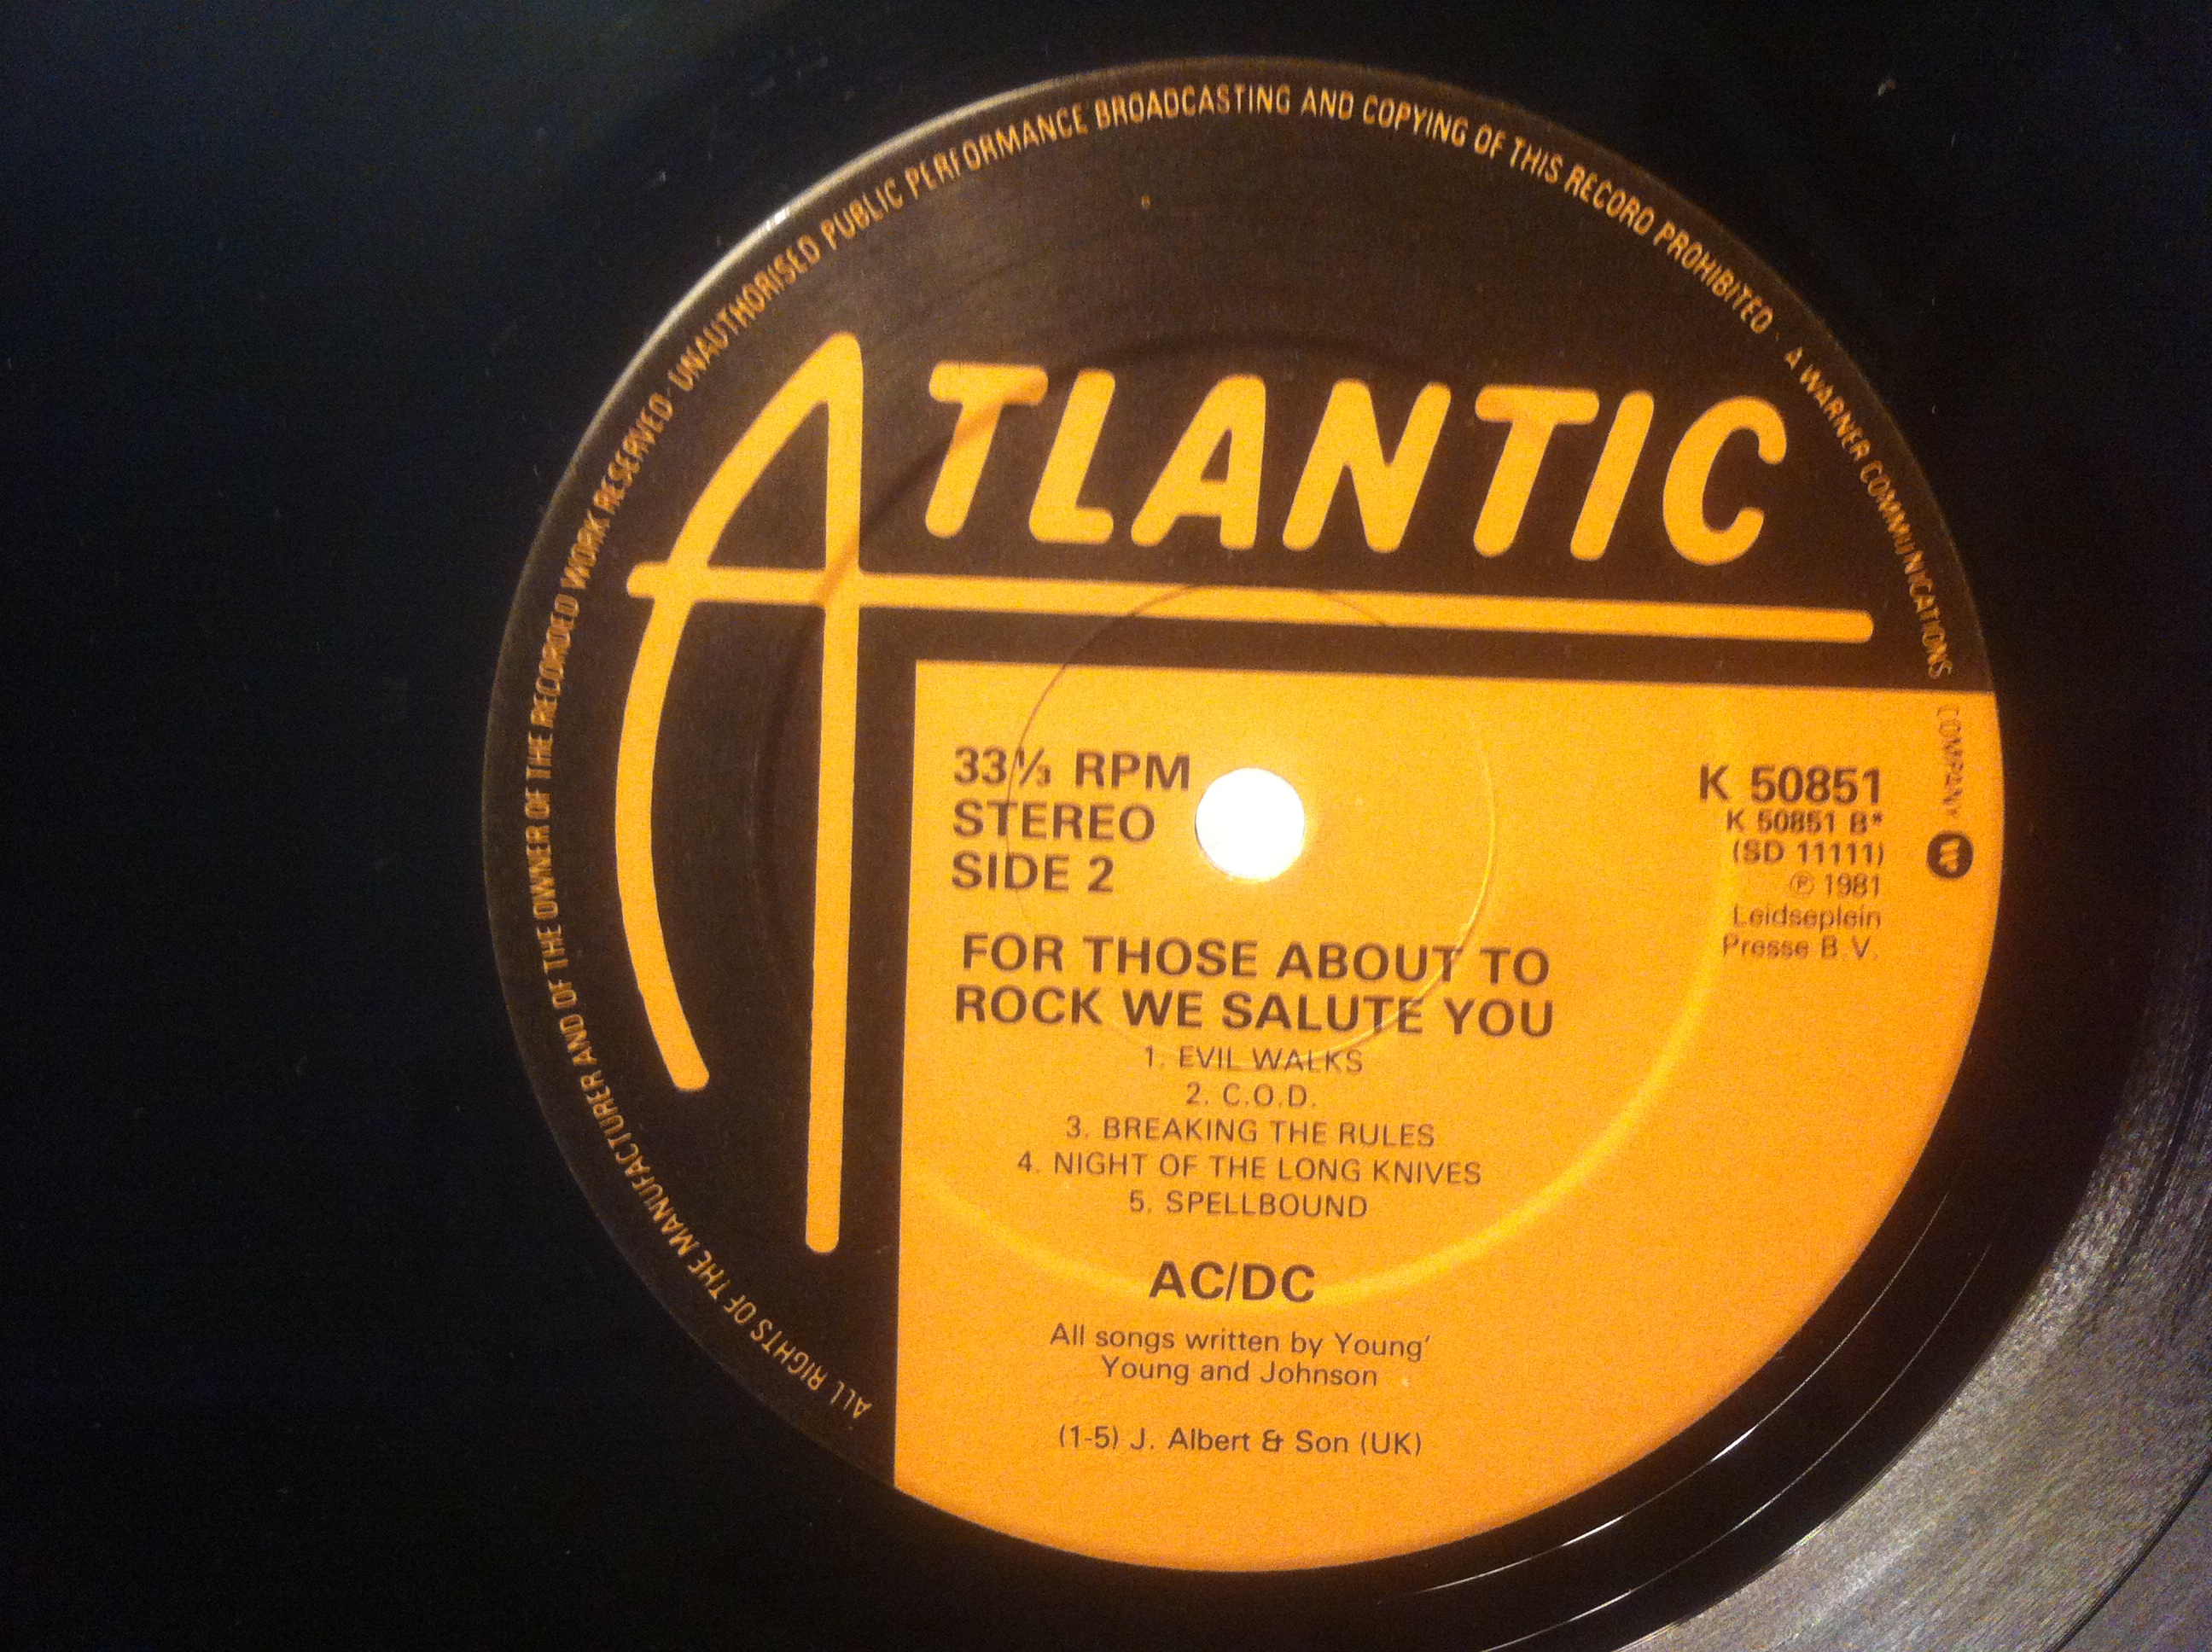 ALL RIGHTS OF THE MANUFACTURER AND OF THE OWNER OF THE RECORDED WORK RESERVED · UNAUTHORISED PUBLIC PERFORMANCE BROADCASTING AND COPYING OF THIS RECORD PROHIBITED · A WARNER COMMUNICATIONS COMPANY
ATLANTIC
33⅓ RPM
STEREO
SIDE 2
K 50851
K 50851 B*
(SD 11111)
℗ 1981
Leidseplein
Presse B.V.
FOR THOSE ABOUT TO
ROCK WE SALUTE YOU
1. EVIL WALKS
2. C.O.D.
3. BREAKING THE RULES
4. NIGHT OF THE LONG KNIVES
5. SPELLBOUND
AC/DC
All songs written by Young'
Young and Johnson
(1-5) J. Albert & Son (UK)